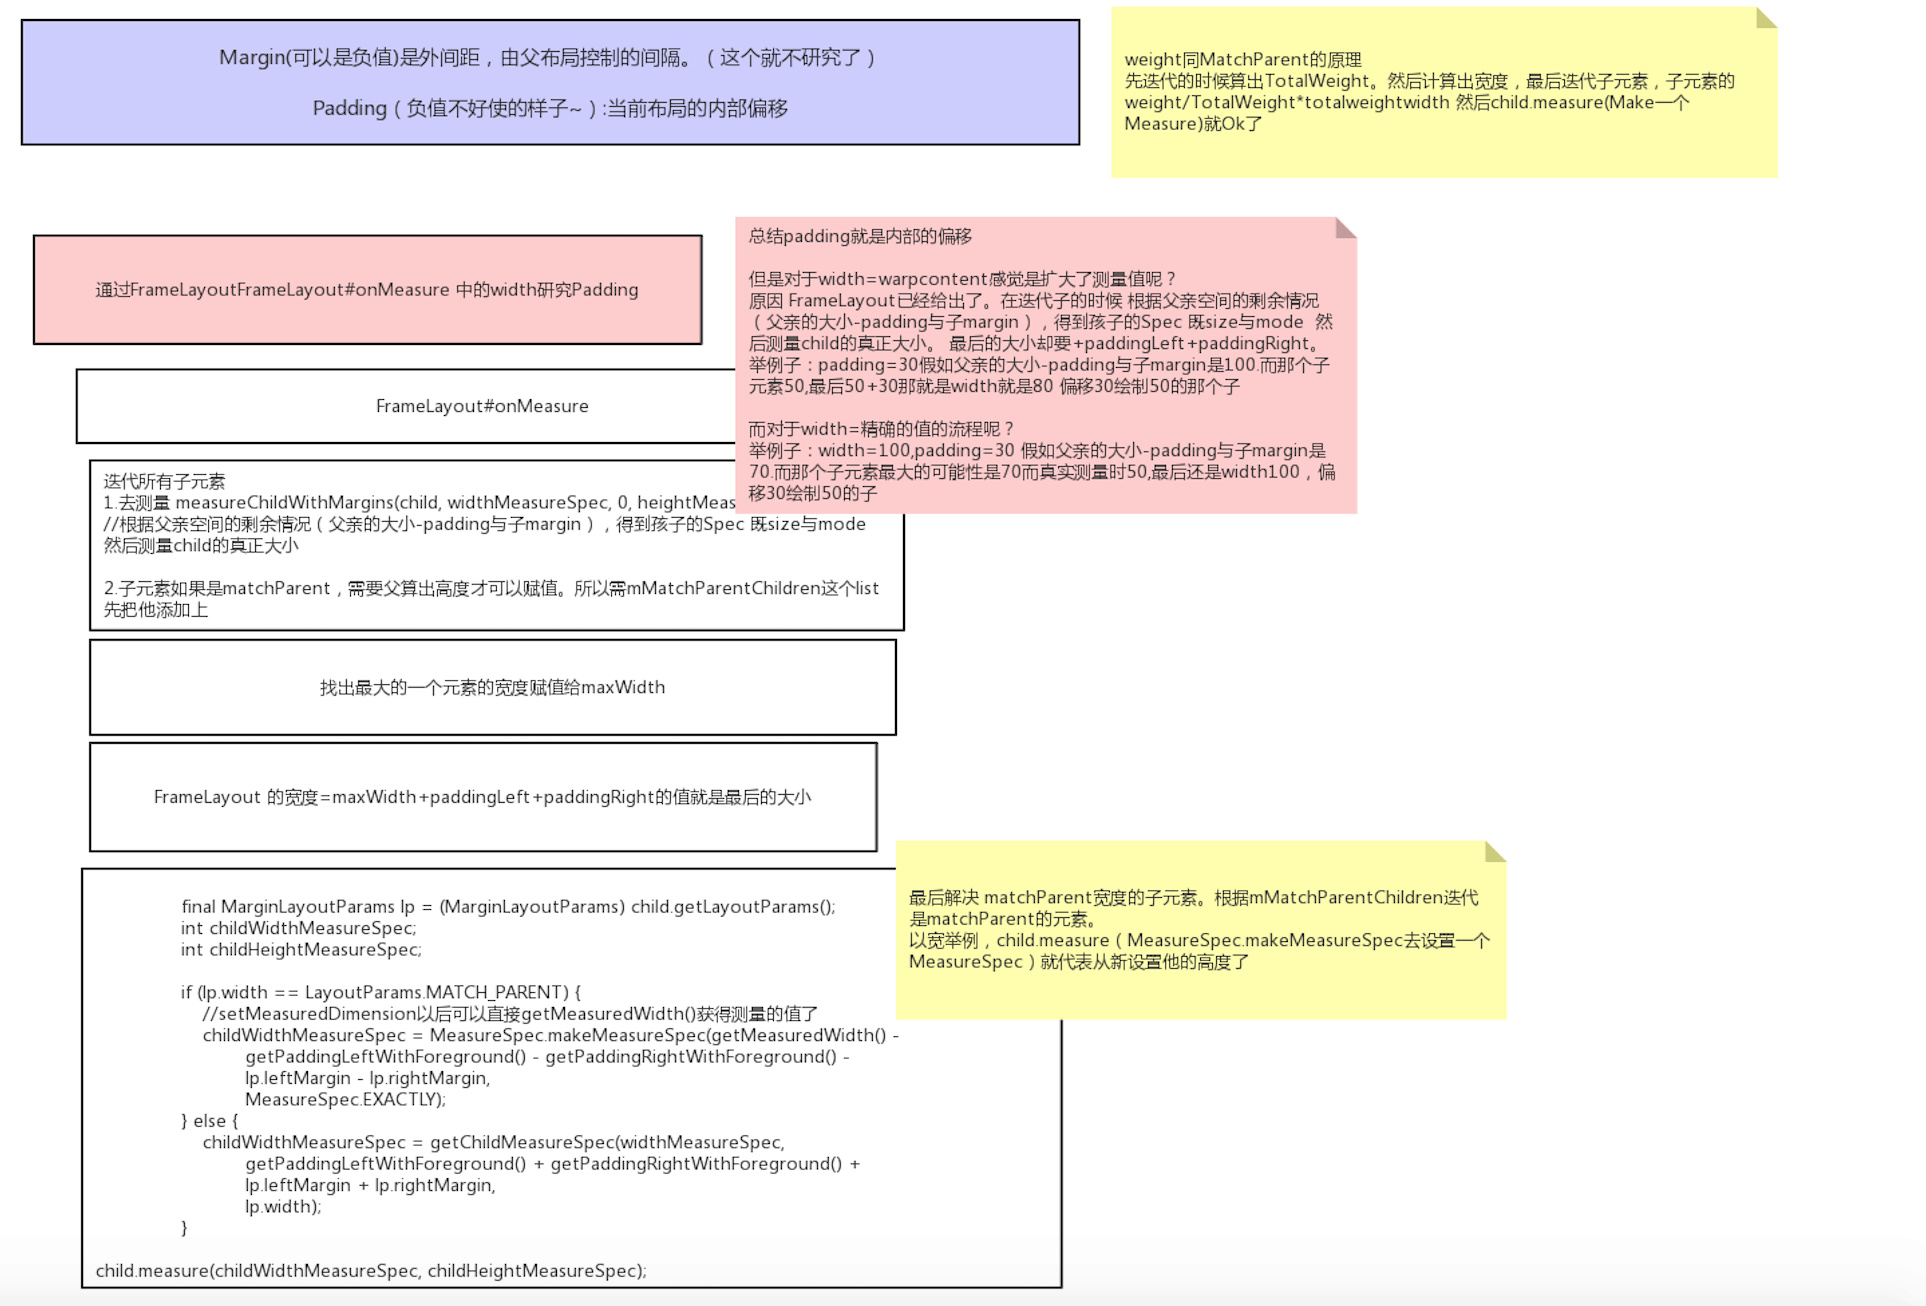 Margin(可以是负值)是外间距，由父布局控制的间隔。（这个就不研究了）
Padding（负值不好使的样子~）:当前布局的内部偏移
weight同MatchParent的原理
先迭代的时候算出TotalWeight。然后计算出宽度，最后迭代子元素，子元素的
weight/TotalWeight*totalweightwidth 然后child.measure(Make一个
Measure)就Ok了
通过FrameLayoutFrameLayout#onMeasure 中的width研究Padding
总结padding就是内部的偏移
但是对于width=warpcontent感觉是扩大了测量值呢？
原因 FrameLayout已经给出了。在迭代子的时候 根据父亲空间的剩余情况
（父亲的大小-padding与子margin），得到孩子的Spec 既size与mode 然
后测量child的真正大小。 最后的大小却要+paddingLeft+paddingRight。
举例子：padding=30假如父亲的大小-padding与子margin是100.而那个子
元素50,最后50+30那就是width就是80 偏移30绘制50的那个子
而对于width=精确的值的流程呢？
举例子：width=100,padding=30 假如父亲的大小-padding与子margin是
70.而那个子元素最大的可能性是70而真实测量时50,最后还是width100，偏
移30绘制50的子
FrameLayout#onMeasure
迭代所有子元素
1.去测量 measureChildWithMargins(child, widthMeasureSpec, 0, heightMeas
//根据父亲空间的剩余情况（父亲的大小-padding与子margin），得到孩子的Spec 既size与mode
然后测量child的真正大小
2.子元素如果是matchParent，需要父算出高度才可以赋值。所以需mMatchParentChildren这个list
先把他添加上
找出最大的一个元素的宽度赋值给maxWidth
FrameLayout 的宽度=maxWidth+paddingLeft+paddingRight的值就是最后的大小
最后解决 matchParent宽度的子元素。根据mMatchParentChildren迭代
是matchParent的元素。
以宽举例，child.measure（MeasureSpec.makeMeasureSpec去设置一个
MeasureSpec）就代表从新设置他的高度了
final MarginLayoutParams lp = (MarginLayoutParams) child.getLayoutParams();
int childWidthMeasureSpec;
int childHeightMeasureSpec;
if (lp.width == LayoutParams.MATCH_PARENT) {
//setMeasuredDimension以后可以直接getMeasuredWidth()获得测量的值了
childWidthMeasureSpec = MeasureSpec.makeMeasureSpec(getMeasuredWidth() -
getPaddingLeftWithForeground() - getPaddingRightWithForeground() -
lp.leftMargin - lp.rightMargin,
MeasureSpec.EXACTLY);
} else {
childWidthMeasureSpec = getChildMeasureSpec(widthMeasureSpec,
getPaddingLeftWithForeground() + getPaddingRightWithForeground() +
lp.leftMargin + lp.rightMargin,
lp.width);
}
child.measure(childWidthMeasureSpec, childHeightMeasureSpec);